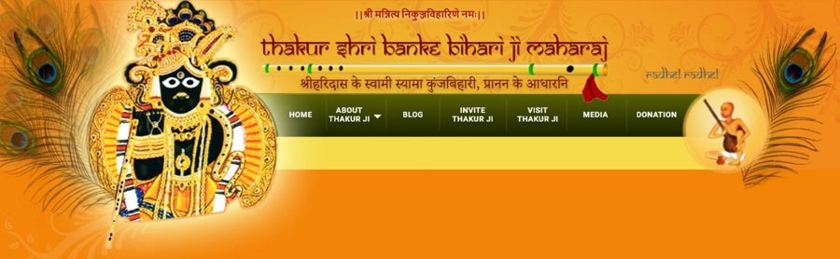 ||श्री मन्नित्य निकुञ्जविहारिणे नमः||
Thakur Shri Banke Bihari Ji Maharaj
श्रीहरिदास के स्वामी स्यामा कुंजबिहारी, प्रानन के आधारनि
Radhe! Radhe!
HOME
ABOUT
THAKUR JI
BLOG
INVITE
THAKUR JI
VISIT
THAKUR JI
MEDIA
DONATION